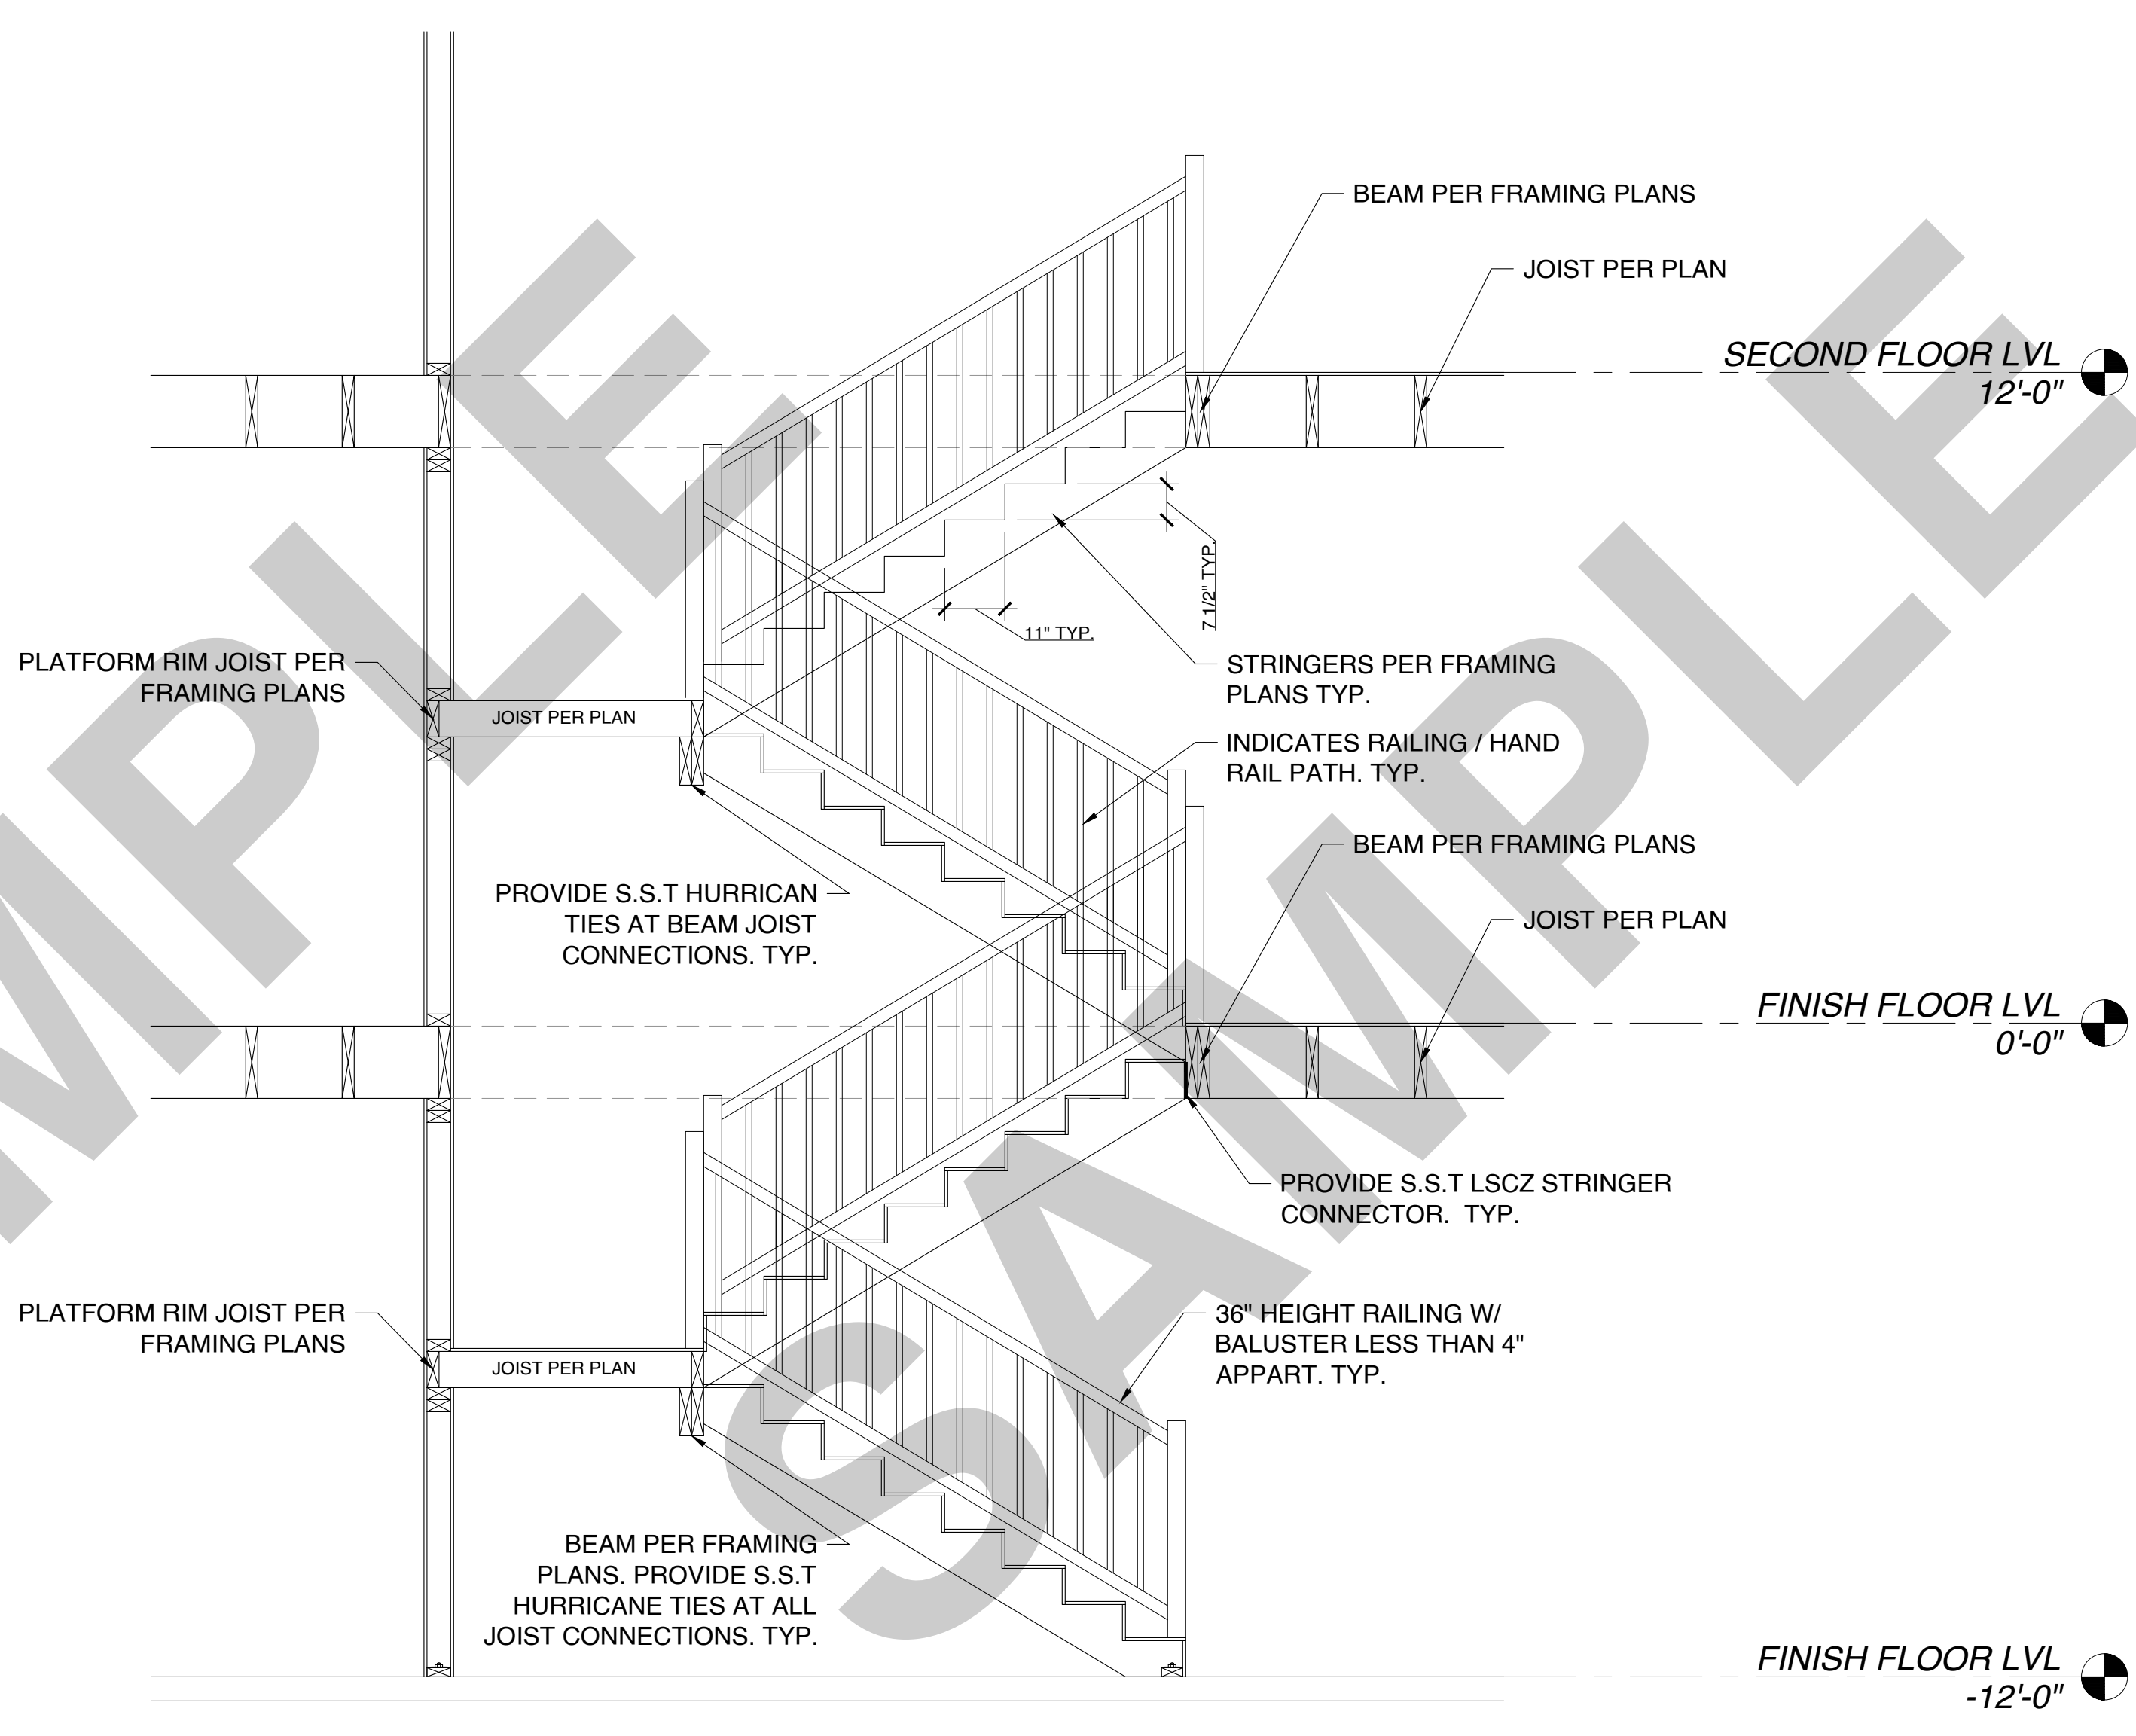 BEAM PER FRAMING PLANS
JOIST PER PLAN
SECOND FLOOR LVL
12'-0"
7 1/2" TYP.
11" TYP.
PLATFORM RIM JOIST PER
FRAMING PLANS
JOIST PER PLAN
STRINGERS PER FRAMING
PLANS TYP.
INDICATES RAILING / HAND
RAIL PATH. TYP.
BEAM PER FRAMING PLANS
JOIST PER PLAN
PROVIDE S.S.T HURRICAN
TIES AT BEAM JOIST
CONNECTIONS. TYP.
FINISH FLOOR LVL
0'-0"
PROVIDE S.S.T LSCZ STRINGER
CONNECTOR. TYP.
PLATFORM RIM JOIST PER
FRAMING PLANS
JOIST PER PLAN
36" HEIGHT RAILING W/
BALUSTER LESS THAN 4"
APPART. TYP.
BEAM PER FRAMING
PLANS. PROVIDE S.S.T
HURRICANE TIES AT ALL
JOIST CONNECTIONS. TYP.
FINISH FLOOR LVL
-12'-0"
MPLE
SAMPLE